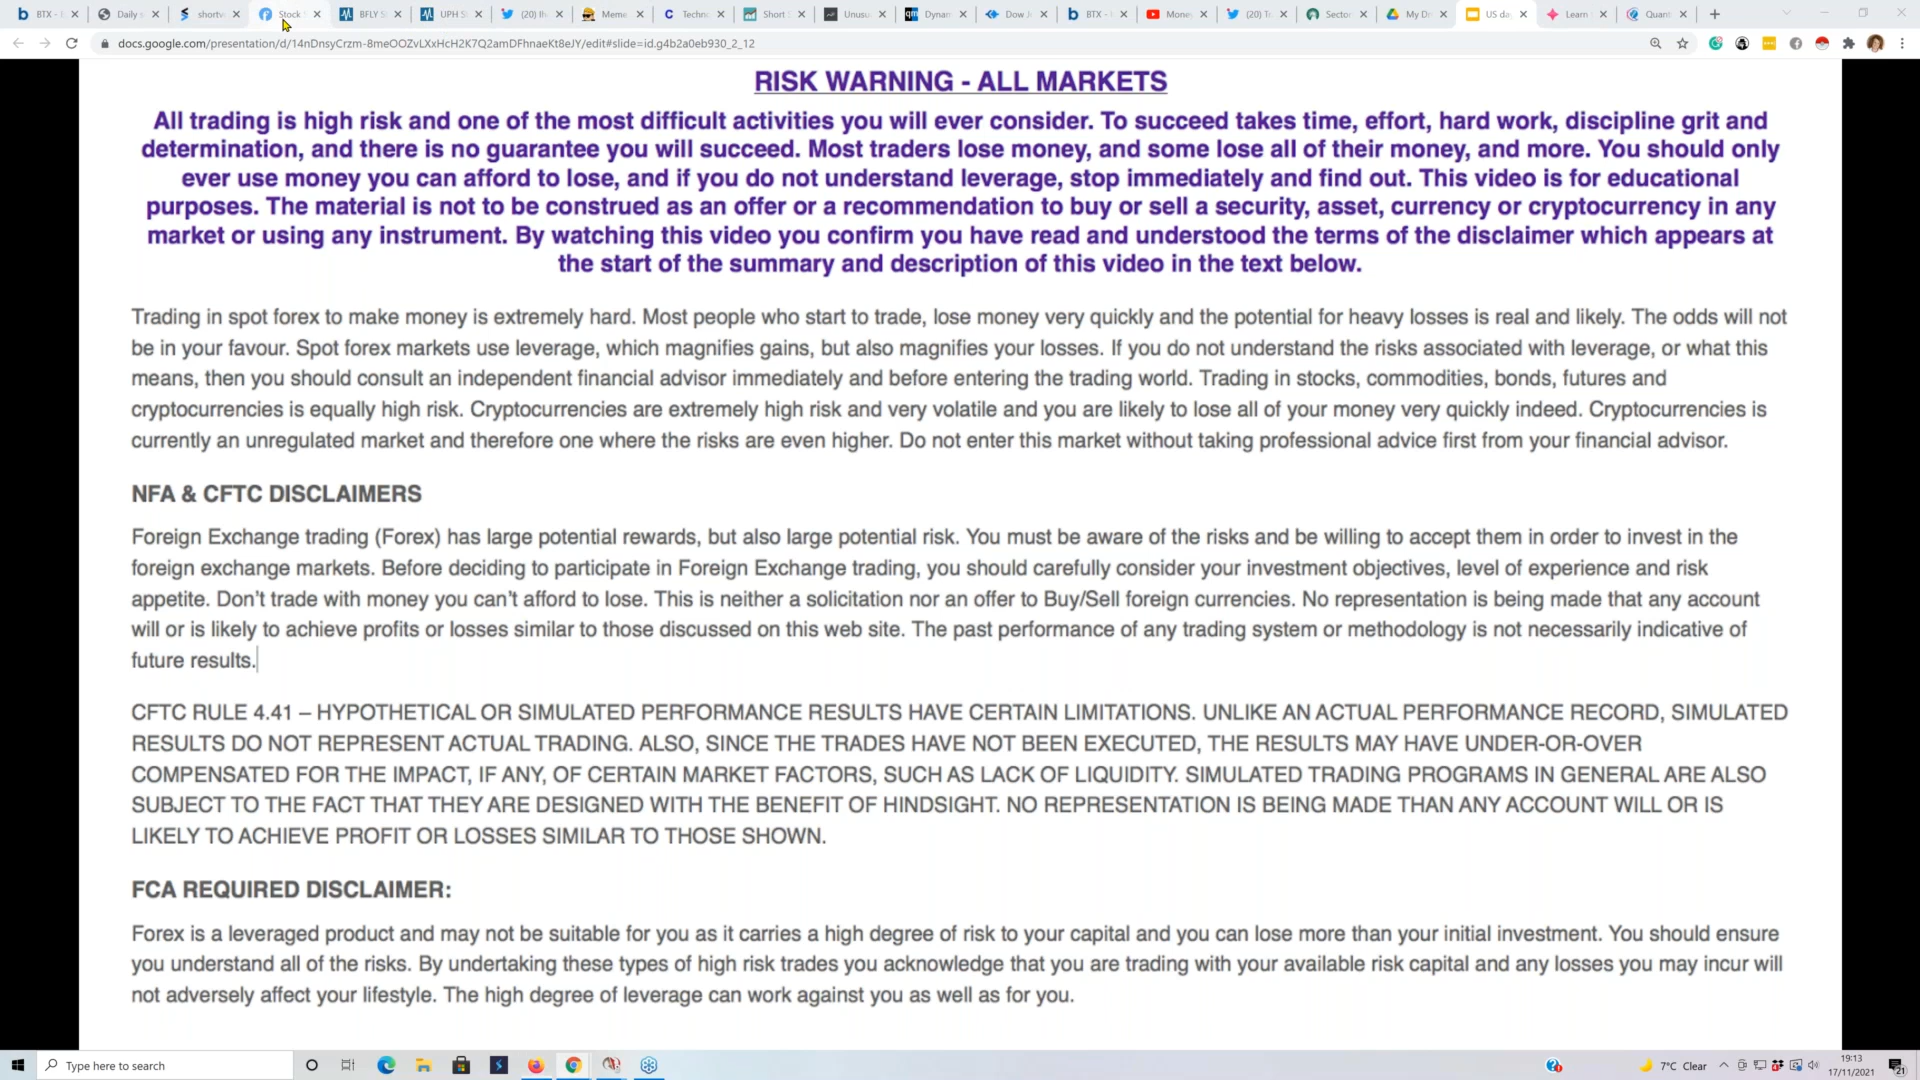 BTX - E
Daily s
shortv
Stock
BFLY S
UPH S
(20) Ih
Meme
Techn
Short
Unusu
Dynam
Dow J
BTX -
Money
(20) T
Sector
My Dr
US day
Learn
Quant
docs.google.com/presentation/d/14nDnsyCrzm-8meOOZvLXxHcH2K7Q2amDFhnaeKt8eJY/edit#slide=id.g4b2a0eb930_2_12
RISK WARNING - ALL MARKETS
All trading is high risk and one of the most difficult activities you will ever consider. To succeed takes time, effort, hard work, discipline grit and
determination, and there is no guarantee you will succeed. Most traders lose money, and some lose all of their money, and more. You should only
ever use money you can afford to lose, and if you do not understand leverage, stop immediately and find out. This video is for educational
purposes. The material is not to be construed as an offer or a recommendation to buy or sell a security, asset, currency or cryptocurrency in any
market or using any instrument. By watching this video you confirm you have read and understood the terms of the disclaimer which appears at
the start of the summary and description of this video in the text below.
Trading in spot forex to make money is extremely hard. Most people who start to trade, lose money very quickly and the potential for heavy losses is real and likely. The odds will not
be in your favour. Spot forex markets use leverage, which magnifies gains, but also magnifies your losses. If you do not understand the risks associated with leverage, or what this
means, then you should consult an independent financial advisor immediately and before entering the trading world. Trading in stocks, commodities, bonds, futures and
cryptocurrencies is equally high risk. Cryptocurrencies are extremely high risk and very volatile and you are likely to lose all of your money very quickly indeed. Cryptocurrencies is
currently an unregulated market and therefore one where the risks are even higher. Do not enter this market without taking professional advice first from your financial advisor.
NFA & CFTC DISCLAIMERS
Foreign Exchange trading (Forex) has large potential rewards, but also large potential risk. You must be aware of the risks and be willing to accept them in order to invest in the
foreign exchange markets. Before deciding to participate in Foreign Exchange trading, you should carefully consider your investment objectives, level of experience and risk
appetite. Don't trade with money you can't afford to lose. This is neither a solicitation nor an offer to Buy/Sell foreign currencies. No representation is being made that any account
will or is likely to achieve profits or losses similar to those discussed on this web site. The past performance of any trading system or methodology is not necessarily indicative of
future results.
CFTC RULE 4.41 – HYPOTHETICAL OR SIMULATED PERFORMANCE RESULTS HAVE CERTAIN LIMITATIONS. UNLIKE AN ACTUAL PERFORMANCE RECORD, SIMULATED
RESULTS DO NOT REPRESENT ACTUAL TRADING. ALSO, SINCE THE TRADES HAVE NOT BEEN EXECUTED, THE RESULTS MAY HAVE UNDER-OR-OVER
COMPENSATED FOR THE IMPACT, IF ANY, OF CERTAIN MARKET FACTORS, SUCH AS LACK OF LIQUIDITY. SIMULATED TRADING PROGRAMS IN GENERAL ARE ALSO
SUBJECT TO THE FACT THAT THEY ARE DESIGNED WITH THE BENEFIT OF HINDSIGHT. NO REPRESENTATION IS BEING MADE THAN ANY ACCOUNT WILL OR IS
LIKELY TO ACHIEVE PROFIT OR LOSSES SIMILAR TO THOSE SHOWN.
FCA REQUIRED DISCLAIMER:
Forex is a leveraged product and may not be suitable for you as it carries a high degree of risk to your capital and you can lose more than your initial investment. You should ensure
you understand all of the risks. By undertaking these types of high risk trades you acknowledge that you are trading with your available risk capital and any losses you may incur will
not adversely affect your lifestyle. The high degree of leverage can work against you as well as for you.
Type here to search
7°C Clear
19:13
17/11/2021
21